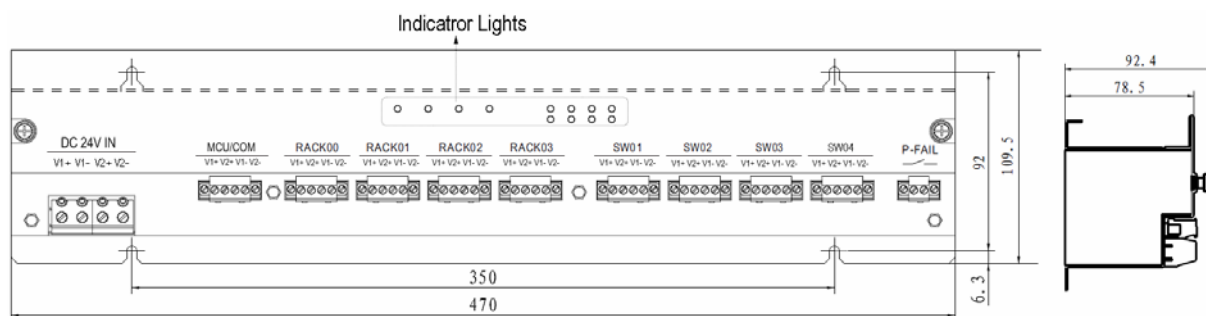 Indicatror Lights
DC 24V IN
V1+ V1- V2+ V2-
MCU/COM
V1+ V2+ V1- V2-
RACK00
V1+ V2+ V1- V2-
RACK01
V1+ V2+ V1- V2-
RACK02
V1+ V2+ V1- V2-
RACK03
V1+ V2+ V1- V2-
SW01
V1+ V2+ V1- V2-
SW02
V1+ V2+ V1- V2-
SW03
V1+ V2+ V1- V2-
SW04
V1+ V2+ V1- V2-
P-FAIL
350
470
92
109.5
6.3
92.4
78.5